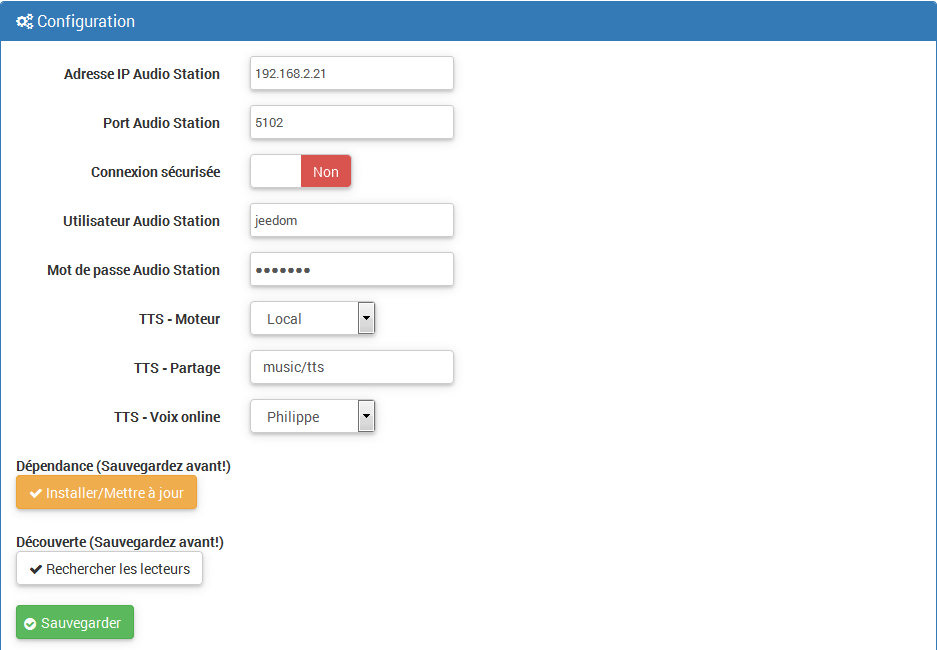 Configuration
Adresse IP Audio Station 192.168.2.21
Port Audio Station 5102
Connexion sécurisée Non
Utilisateur Audio Station jeedom
Mot de passe Audio Station •••••••
TTS - Moteur Local
TTS - Partage music/tts
TTS - Voix online Philippe
Dépendance (Sauvegardez avant!)
Installer/Mettre à jour
Découverte (Sauvegardez avant!)
Rechercher les lecteurs
Sauvegarder